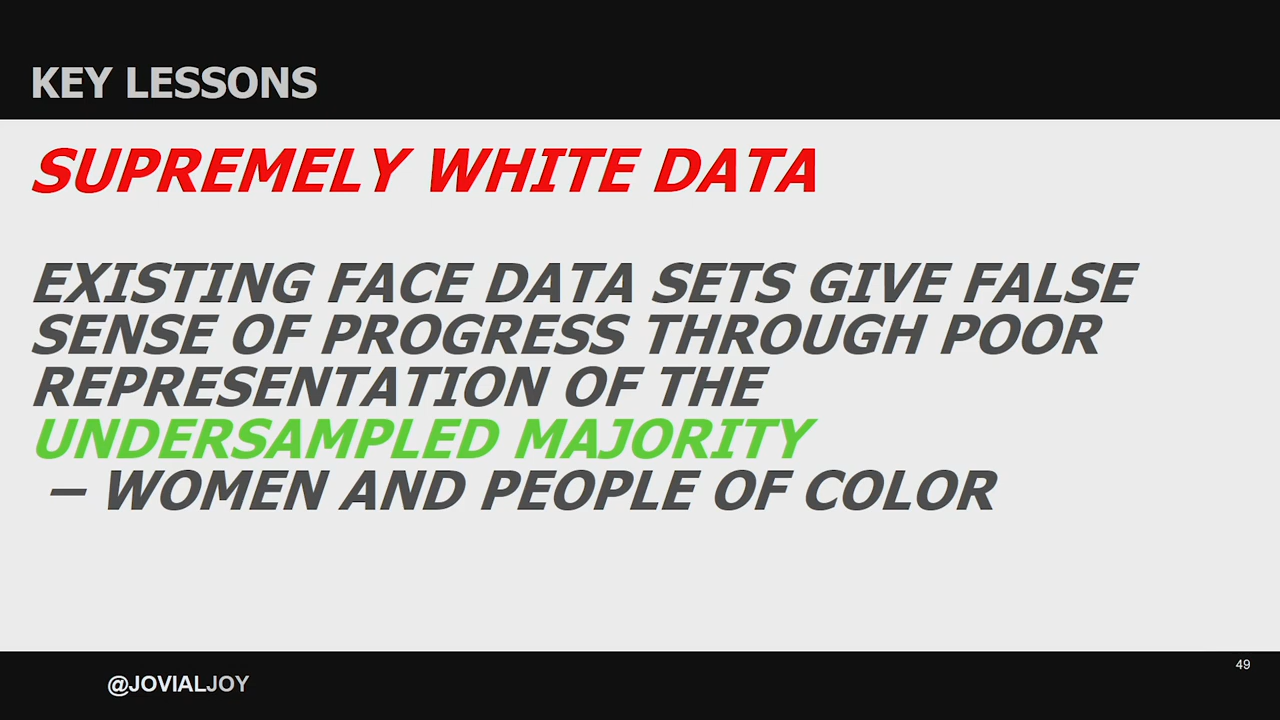 KEY LESSONS
SUPREMELY WHITE DATA
EXISTING FACE DATA SETS GIVE FALSE
SENSE OF PROGRESS THROUGH POOR
REPRESENTATION OF THE
UNDERSAMPLED MAJORITY
– WOMEN AND PEOPLE OF COLOR
49
@JOVIALJOY